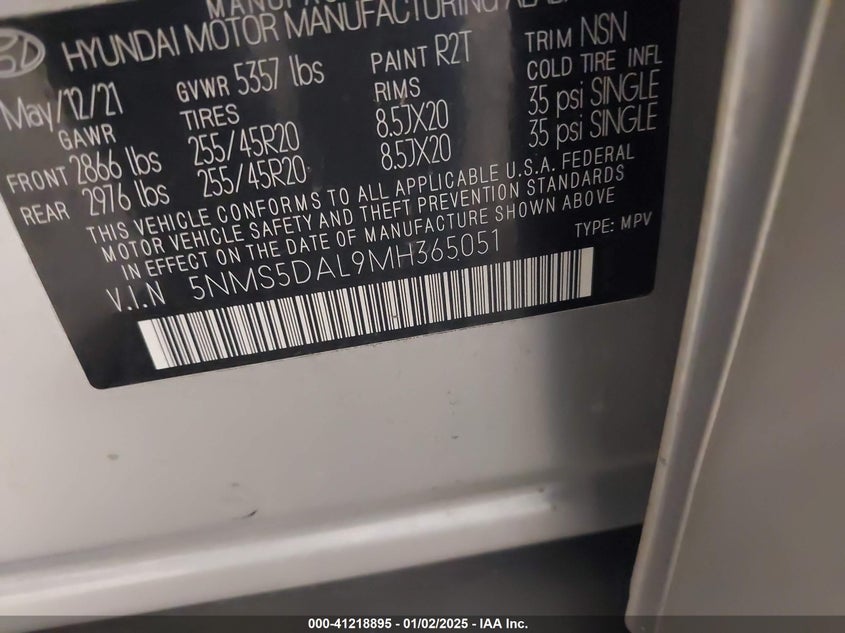 HYUNDAI MOTOR MANUFACTURING
May/12/21 GVWR 5357 lbs PAINT R2T TRIM NSN
GAWR TIRES RIMS COLD TIRE INFL
FRONT 2866 lbs 255/45R20 8.5JX20 35 psi SINGLE
REAR 2976 lbs 255/45R20 8.5JX20 35 psi SINGLE
THIS VEHICLE CONFORMS TO ALL APPLICABLE U.S.A. FEDERAL
MOTOR VEHICLE SAFETY AND THEFT PREVENTION STANDARDS
IN EFFECT ON THE DATE OF MANUFACTURE SHOWN ABOVE
V.I.N 5NMS5DAL9MH365051 TYPE: MPV
000-41218895 - 01/02/2025 - IAA Inc.